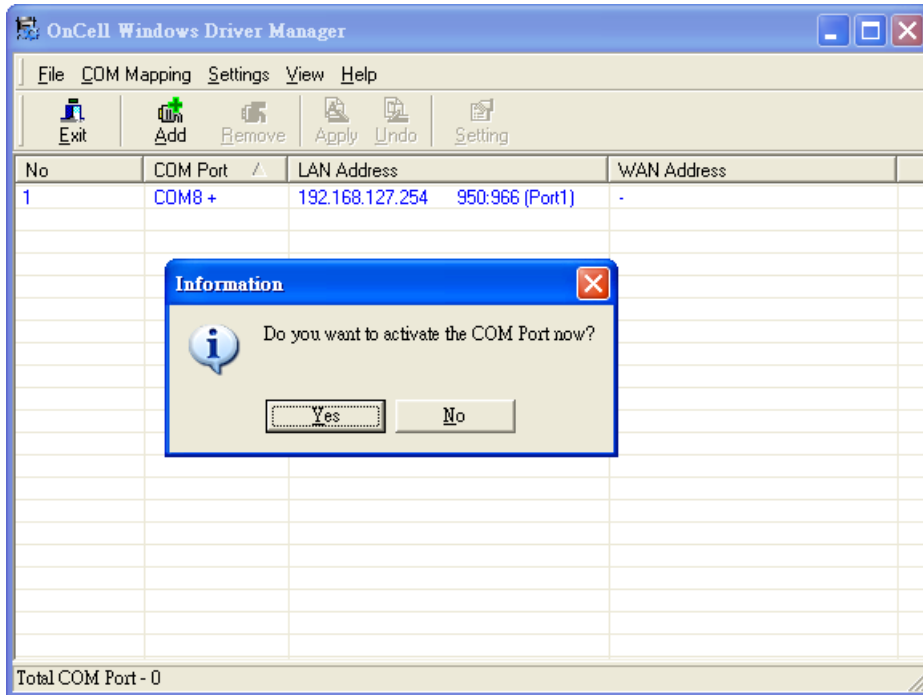 OnCell Windows Driver Manager
File COM Mapping Settings View Help
Exit Add Remove Apply Undo Setting
No COM Port LAN Address WAN Address
1 COM8 + 192.168.127.254 950:966 (Port1) -
Information
Do you want to activate the COM Port now?
Yes No
Total COM Port - 0